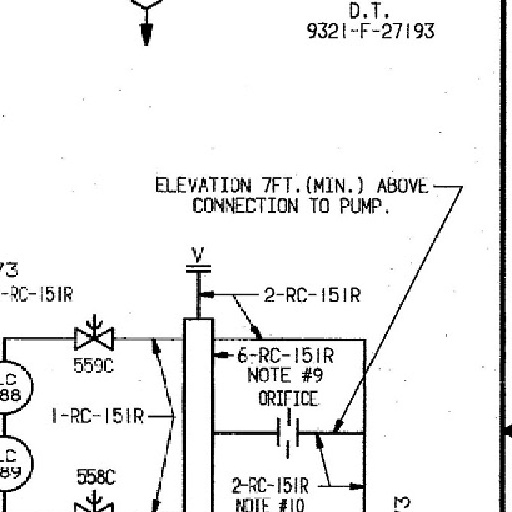 D.T.
9321-F-27193
ELEVATION 7FT.(MIN.) ABOVE
CONNECTION TO PUMP.
V
73
-RC-151R
2-RC-151R
559C
6-RC-151R
NOTE #9
LC
88
ORIFICE
1-RC-151R
LC
89
558C
2-RC-151R
NOTE #10